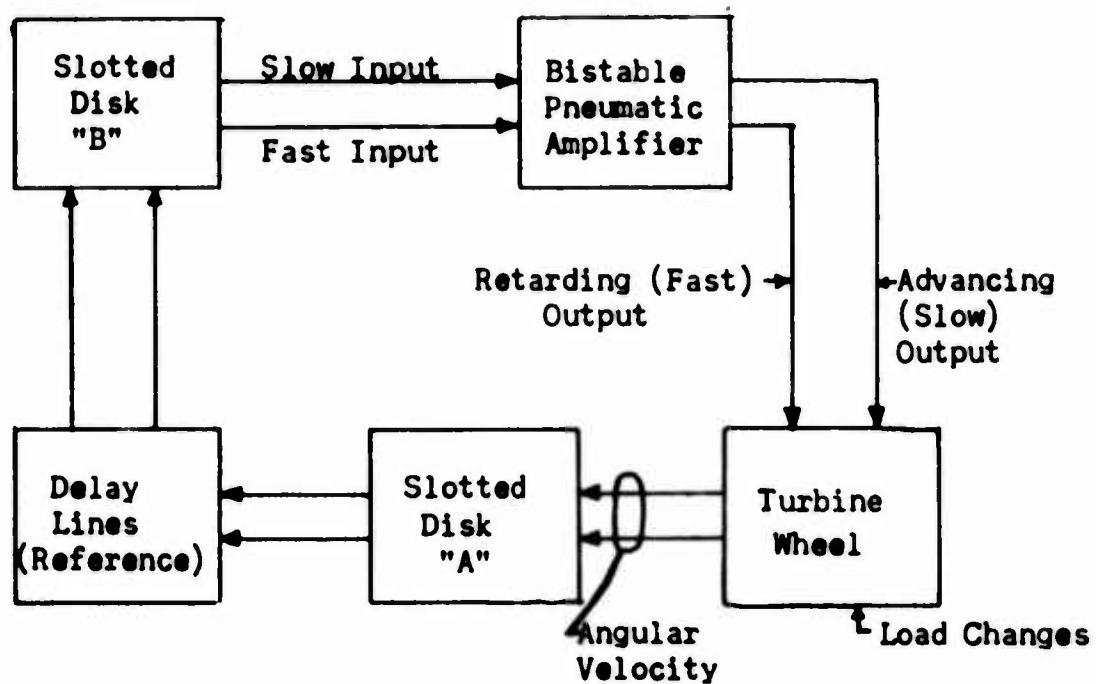 Slotted
Disk
"B"
Slow Input
Fast Input
Bistable
Pneumatic
Amplifier
Retarding (Fast)
Output
Advancing
(Slow)
Output
Delay
Lines
(Reference)
Slotted
Disk
"A"
Turbine
Wheel
Angular
Velocity
Load Changes